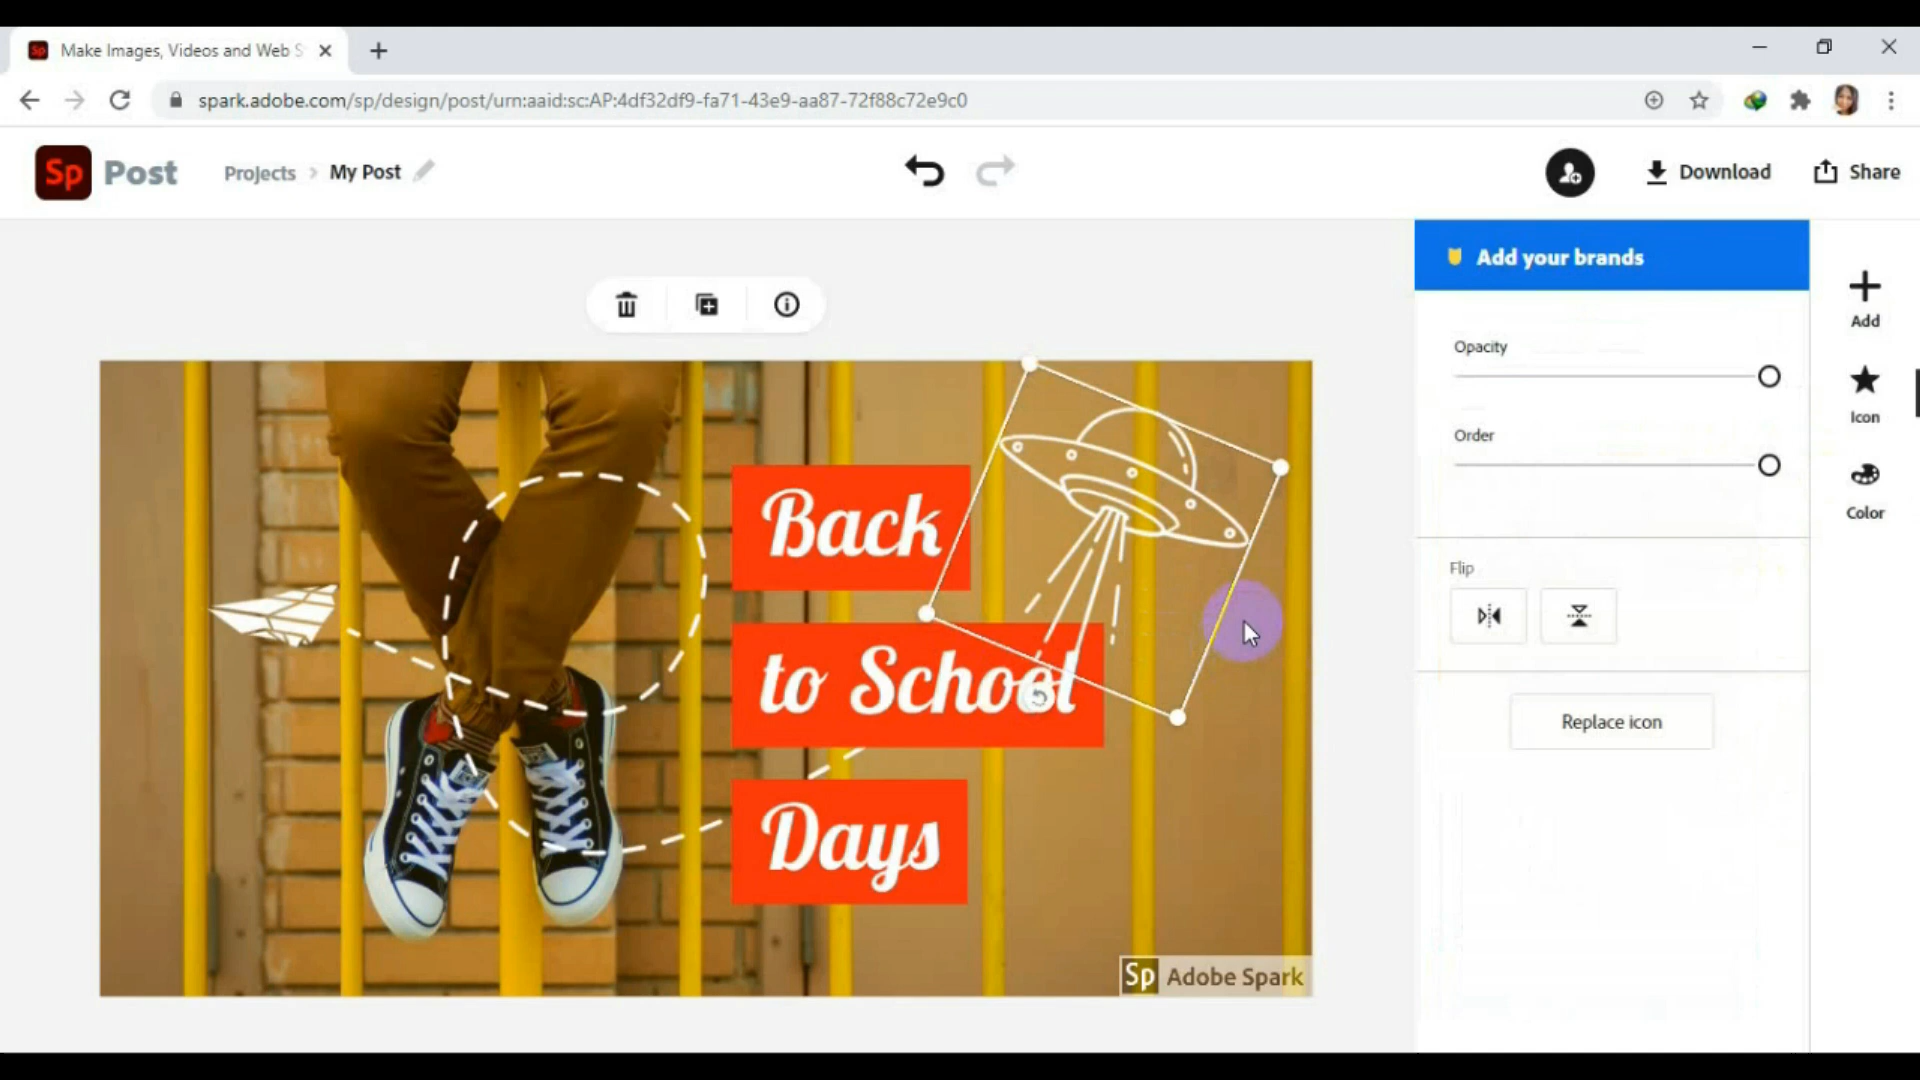 Make Images, Videos and Web S
spark.adobe.com/sp/design/post/urn:aaid:sc:AP:4df32df9-fa71-43e9-aa87-72f88c72e9c0
Sp Post
Projects > My Post
Download
Share
Add your brands
Opacity
Order
Flip
Replace icon
Add
Icon
Color
Back
to School
Days
Sp Adobe Spark